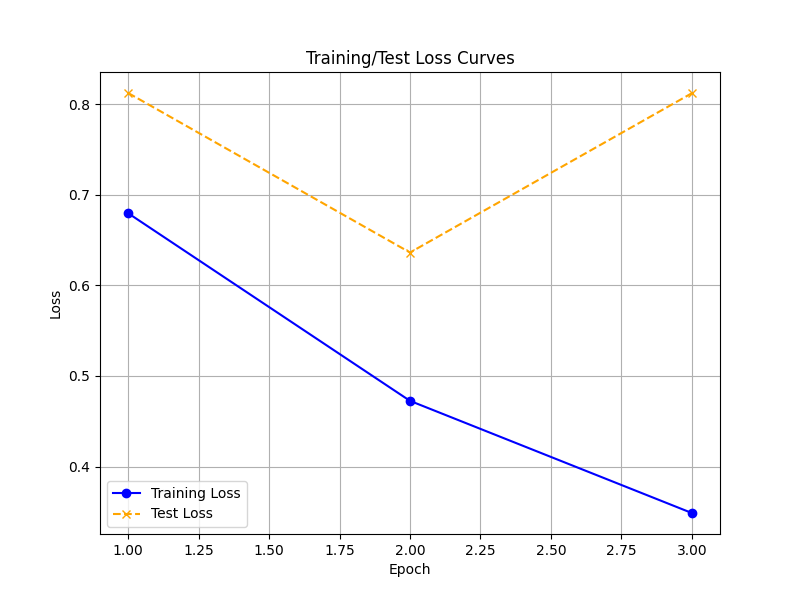 Training/Test Loss Curves
0.8
0.7
0.6
0.5
0.4
Loss
Training Loss
Test Loss
1.00 1.25 1.50 1.75 2.00 2.25 2.50 2.75 3.00
Epoch